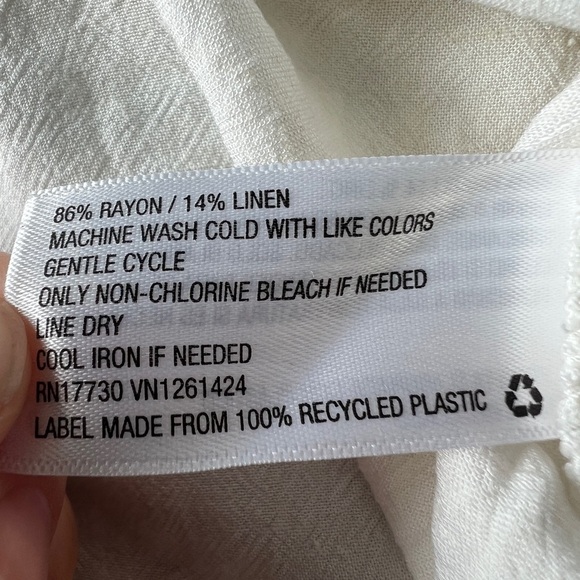 86% RAYON / 14% LINEN
MACHINE WASH COLD WITH LIKE COLORS
GENTLE CYCLE
ONLY NON-CHLORINE BLEACH IF NEEDED
LINE DRY
COOL IRON IF NEEDED
RN17730 VN1261424
LABEL MADE FROM 100% RECYCLED PLASTIC